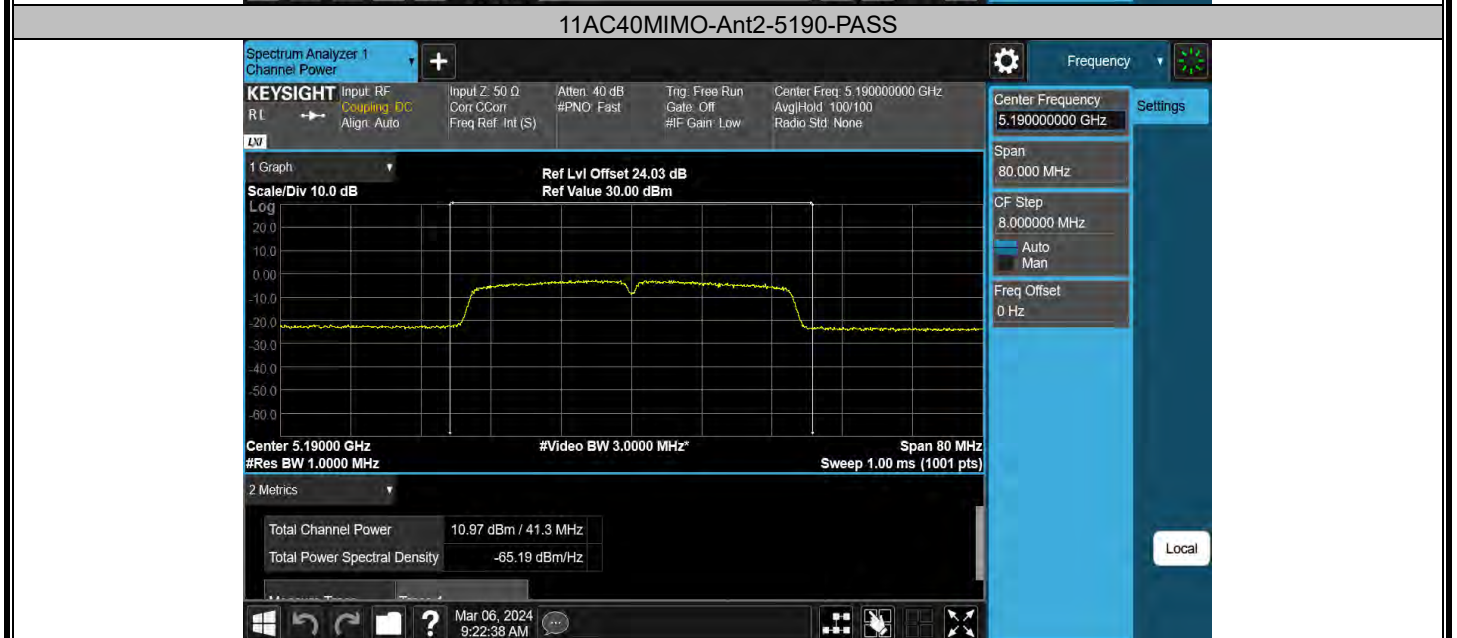 11AC40MIMO-Ant2-5190-PASS
Spectrum Analyzer 1
Channel Power
+
Frequency
KEYSIGHT
RL
LXI
Input: RF
Coupling: DC
Align: Auto
Input Z: 50 Ω
Corr CCorr
Freq Ref: Int (S)
Atten: 40 dB
#PNO: Fast
Trig: Free Run
Gate: Off
#IF Gain: Low
Center Freq: 5.190000000 GHz
Avg|Hold: 100/100
Radio Std: None
Center Frequency
5.190000000 GHz
Settings
Span
80.000 MHz
CF Step
8.000000 MHz
Auto
Man
Freq Offset
0 Hz
1 Graph
Scale/Div 10.0 dB
Ref Lvl Offset 24.03 dB
Ref Value 30.00 dBm
Log
20.0
10.0
0.00
-10.0
-20.0
-30.0
-40.0
-50.0
-60.0
Center 5.19000 GHz
#Video BW 3.0000 MHz*
Span 80 MHz
#Res BW 1.0000 MHz
Sweep 1.00 ms (1001 pts)
2 Metrics
Total Channel Power 10.97 dBm / 41.3 MHz
Total Power Spectral Density -65.19 dBm/Hz
Local
?
Mar 06, 2024
9:22:38 AM